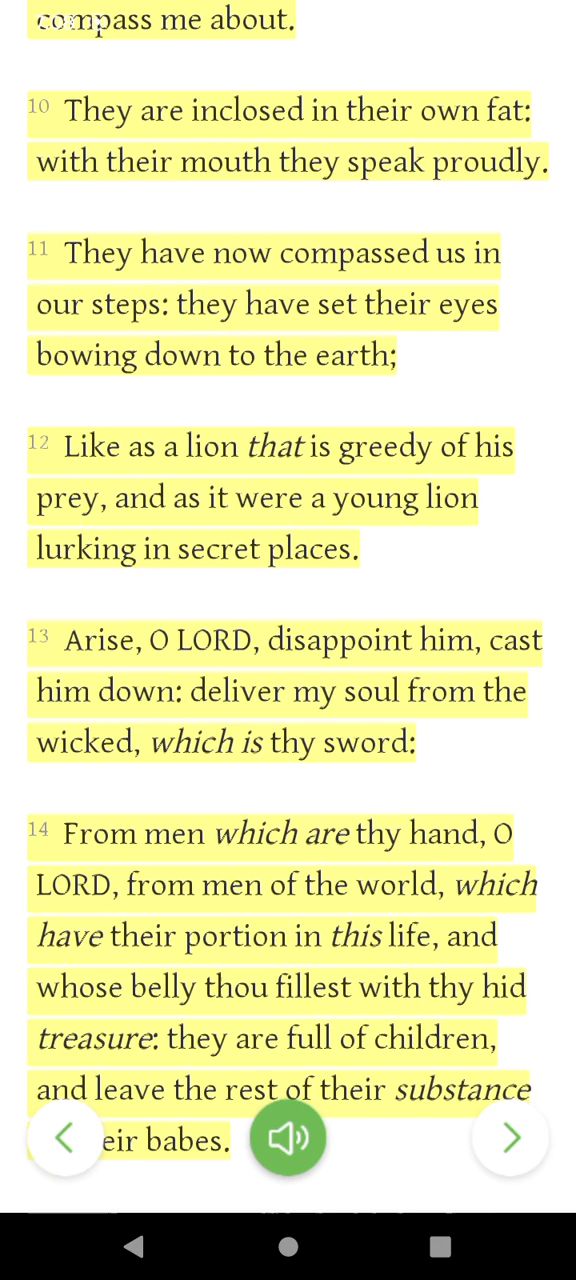 compass me about.
10 They are inclosed in their own fat:
with their mouth they speak proudly.
11 They have now compassed us in
our steps: they have set their eyes
bowing down to the earth;
12 Like as a lion that is greedy of his
prey, and as it were a young lion
lurking in secret places.
13 Arise, O LORD, disappoint him, cast
him down: deliver my soul from the
wicked, which is thy sword:
14 From men which are thy hand, O
LORD, from men of the world, which
have their portion in this life, and
whose belly thou fillest with thy hid
treasure: they are full of children,
and leave the rest of their substance
eir babes.